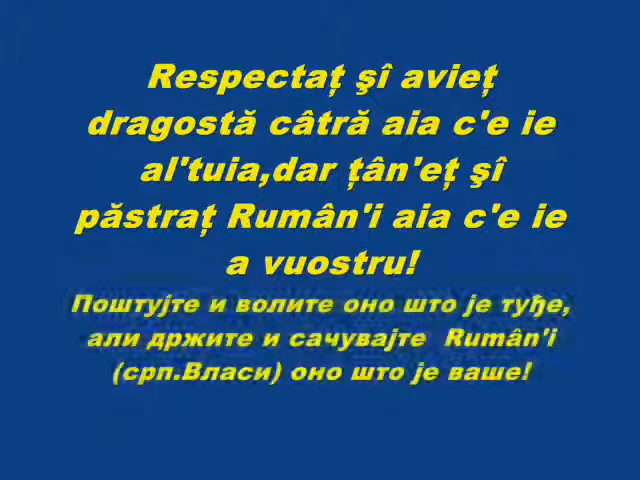 Respectaț şî avieț
dragostă câtră aia c'e ie
al'tuia,dar țân'eț şî
păstraț Rumân'i aia c'e ie
a vuostru!
Поштујте и волите оно што је туђе,
али држите и сачувајте Rumân'i
(срп.Власи) оно што је ваше!